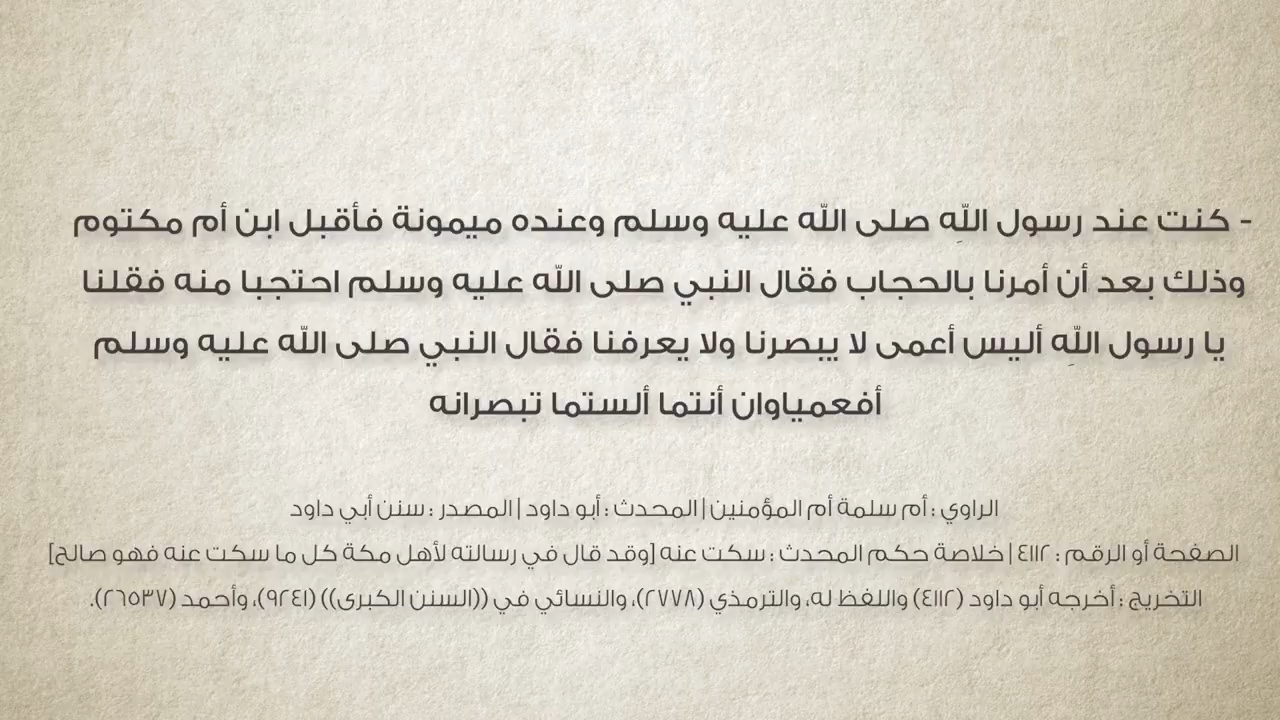 - كنت عند رسول اللَّهِ صلى اللَّه عليه وسلم وعنده ميمونة فأقبل ابن أم مكتوم
وذلك بعد أن أمرنا بالحجاب فقال النبي صلى اللَّه عليه وسلم احتجبا منه فقلنا
يا رسول اللَّهِ أليس أعمى لا يبصرنا ولا يعرفنا فقال النبي صلى اللَّه عليه وسلم
أفعمياوان أنتما ألستما تبصرانه
الراوي : أم سلمة أم المؤمنين | المحدث : أبو داود | المصدر : سنن أبي داود
الصفحة أو الرقم : ٤١١٢ | خلاصة حكم المحدث : سكت عنه [وقد قال في رسالته لأهل مكة كل ما سكت عنه فهو صالح]
التخريج : أخرجه أبو داود (٤١١٢) واللفظ له، والترمذي (٢٧٧٨)، والنسائي في ((السنن الكبرى)) (٩٢٤١)، وأحمد (٢٦٥٣٧).